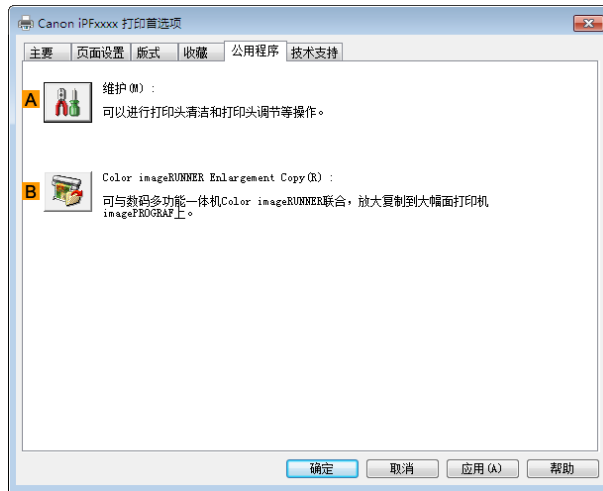 Canon iPFxxxx 打印首选项
主要 页面设置 版式 收藏 公用程序 技术支持
A
维护(M) :
可以进行打印头清洁和打印头调节等操作。
B
Color imageRUNNER Enlargement Copy(R) :
可与数码多功能一体机Color imageRUNNER联合，放大复制到大幅面打印机
imagePROGRAF上。
确定 取消 应用(A) 帮助